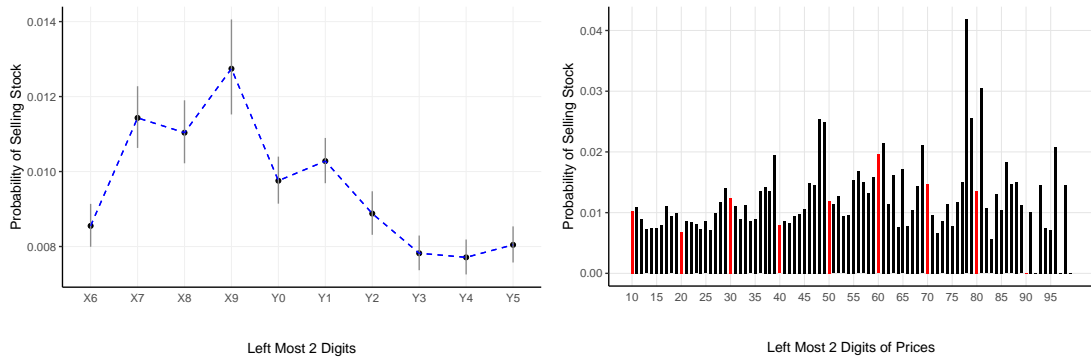 Probability of Selling Stock
0.014
0.012
0.010
0.008
X6 X7 X8 X9 Y0 Y1 Y2 Y3 Y4 Y5
Left Most 2 Digits
Probability of Selling Stock
0.04
0.03
0.02
0.01
0.00
10 15 20 25 30 35 40 45 50 55 60 65 70 75 80 85 90 95
Left Most 2 Digits of Prices